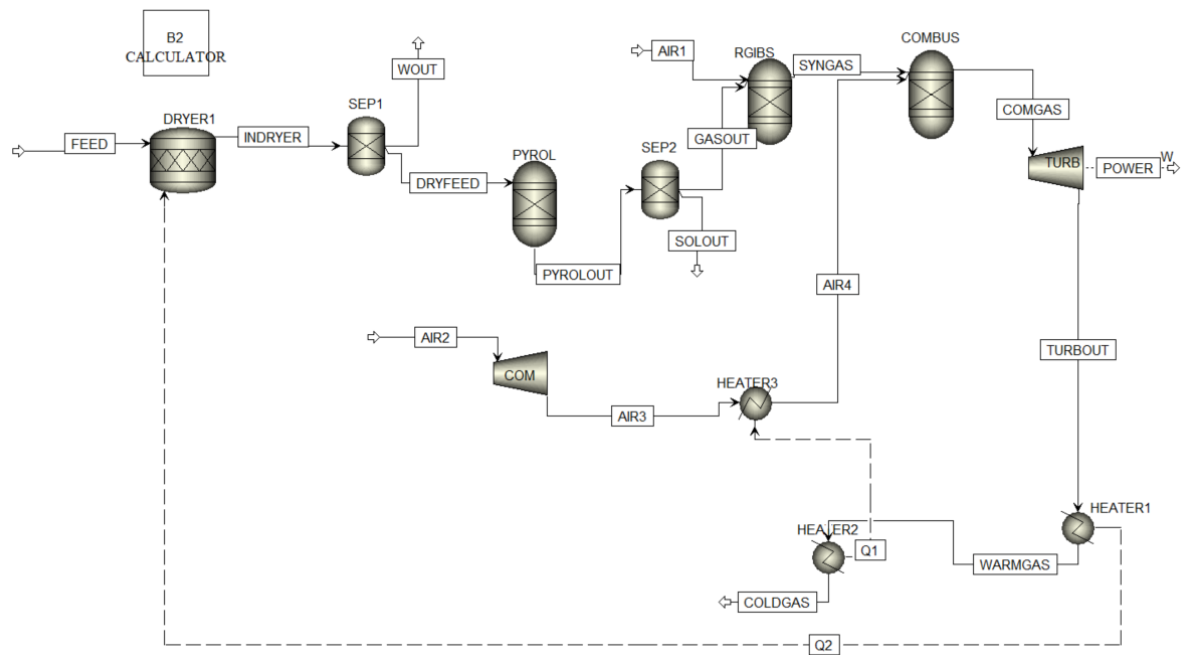 B2
CALCULATOR
FEED
DRYER1
INDRYER
SEP1
WOUT
DRYFEED
PYROL
PYROLOUT
SEP2
GASOUT
SOLOUT
AIR1
RGIBS
SYNGAS
COMBUS
COMGAS
TURB
POWER
W
AIR2
COM
AIR3
HEATER3
AIR4
TURBOUT
HEATER1
WARMGAS
HEATER2
Q1
COLDGAS
Q2